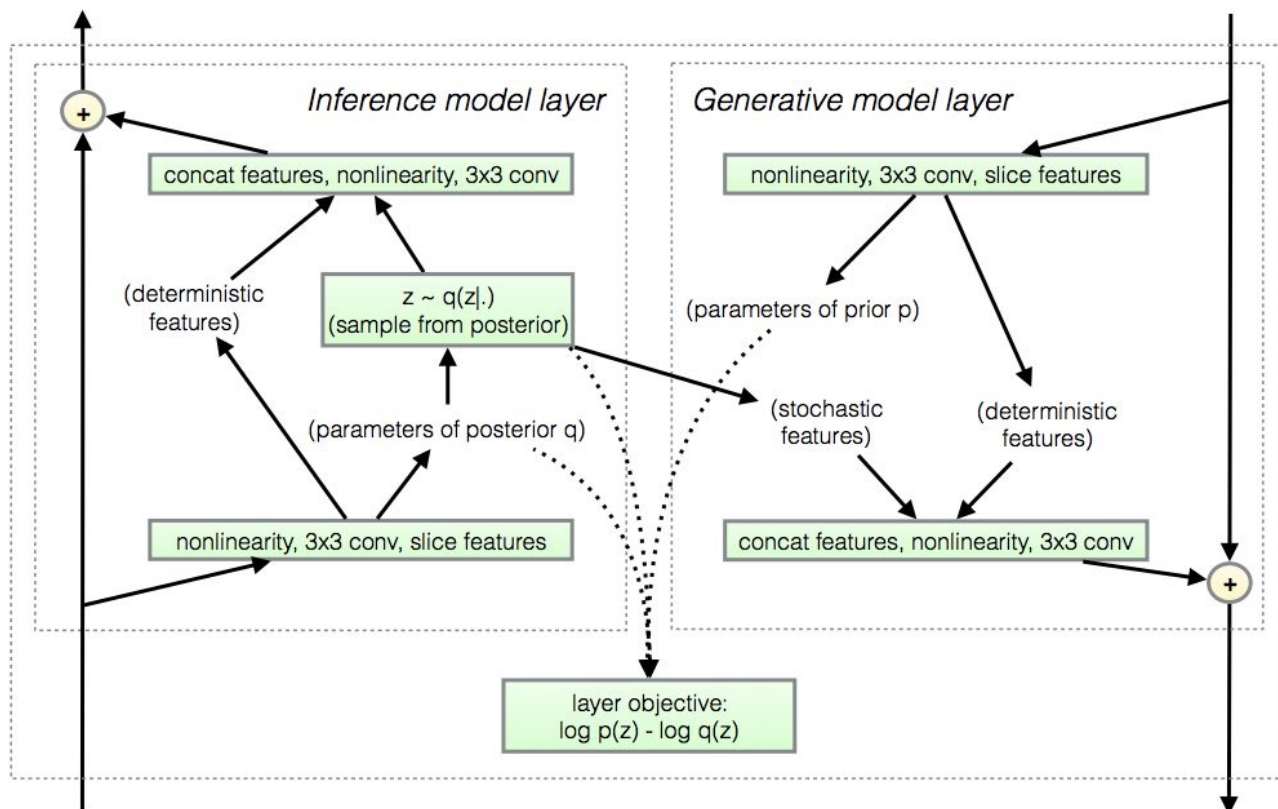 Inference model layer
+
concat features, nonlinearity, 3x3 conv
(deterministic
features)
z ~ q(z|.)
(sample from posterior)
(parameters of posterior q)
nonlinearity, 3x3 conv, slice features
Generative model layer
nonlinearity, 3x3 conv, slice features
(parameters of prior p)
(stochastic
features)
(deterministic
features)
concat features, nonlinearity, 3x3 conv
+
layer objective:
log p(z) - log q(z)